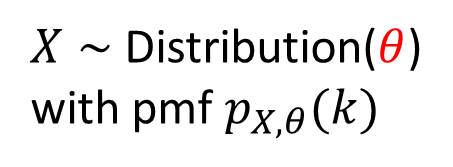 X ~ Distribution(θ)
with pmf p_{X,θ}(k)